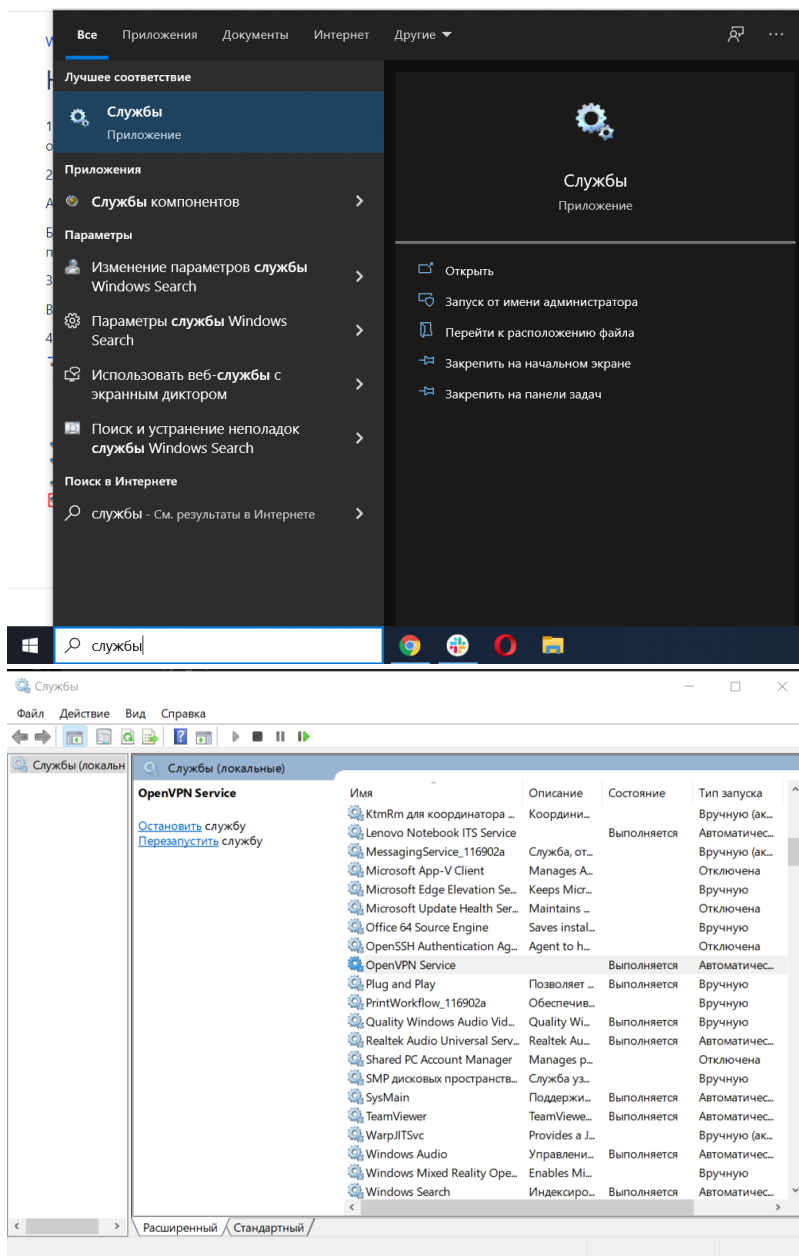 Все Приложения Документы Интернет Другие
Лучшее соответствие
Службы
Приложение
Приложения
Службы компонентов
Параметры
Изменение параметров службы
Windows Search
Параметры службы Windows
Search
Использовать веб-службы с
экранным диктором
Поиск и устранение неполадок
службы Windows Search
Поиск в Интернете
службы - См. результаты в Интернете
Службы
Приложение
Открыть
Запуск от имени администратора
Перейти к расположению файла
Закрепить на начальном экране
Закрепить на панели задач
службы
Службы
Файл Действие Вид Справка
Службы (локальн
Службы (локальные)
OpenVPN Service
Остановить службу
Перезапустить службу
Имя Описание Состояние Тип запуска
KtmRm для координатора ... Координи... Вручную (ак...
Lenovo Notebook ITS Service Выполняется Автоматичес...
MessagingService_116902a Служба, от... Вручную (ак...
Microsoft App-V Client Manages A... Отключена
Microsoft Edge Elevation Se... Keeps Micr... Вручную
Microsoft Update Health Ser... Maintains ... Отключена
Office 64 Source Engine Saves instal... Вручную
OpenSSH Authentication Ag... Agent to h... Отключена
OpenVPN Service Выполняется Автоматичес...
Plug and Play Позволяет ... Выполняется Вручную
PrintWorkflow_116902a Обеспечив... Вручную
Quality Windows Audio Vid... Quality Wi... Выполняется Вручную
Realtek Audio Universal Serv... Realtek Au... Выполняется Автоматичес...
Shared PC Account Manager Manages p... Отключена
SMP дисковых пространств... Служба уз... Вручную
SysMain Поддержи... Выполняется Автоматичес...
TeamViewer TeamViewe... Выполняется Автоматичес...
WarpJITSvc Provides a J... Вручную (ак...
Windows Audio Управлени... Выполняется Автоматичес...
Windows Mixed Reality Ope... Enables Mi... Вручную
Windows Search Индексиро... Выполняется Автоматичес...
Расширенный Стандартный